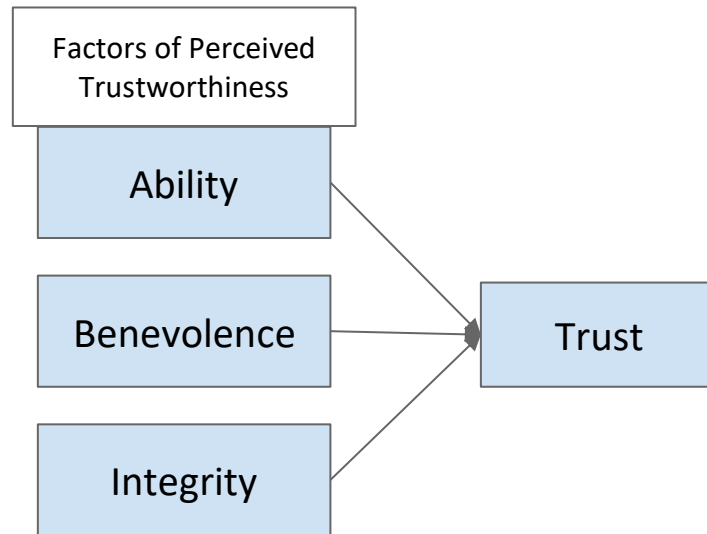 Factors of Perceived
Trustworthiness
Ability
Benevolence
Trust
Integrity